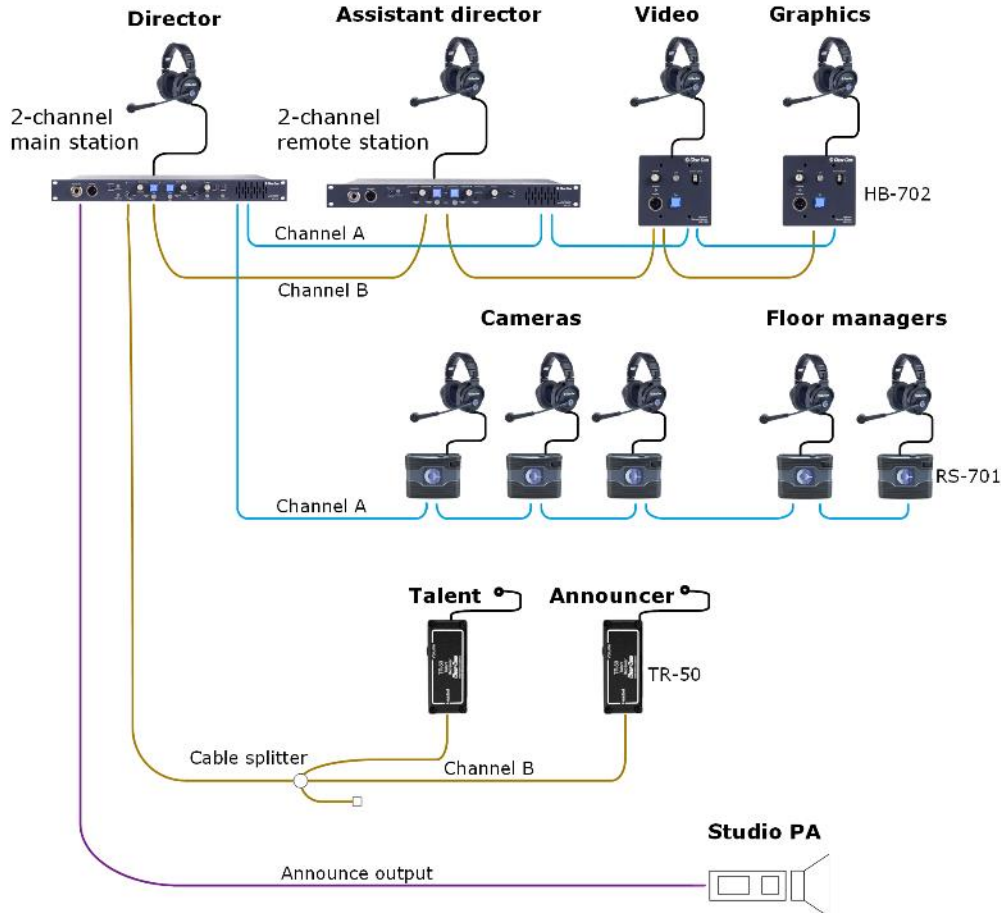 Director
Assistant director
Video
Graphics
2-channel
main station
2-channel
remote station
HB-702
Channel A
Channel B
Cameras
Floor managers
RS-701
Channel A
Talent
Announcer
TR-50
Cable splitter
Channel B
Studio PA
Announce output